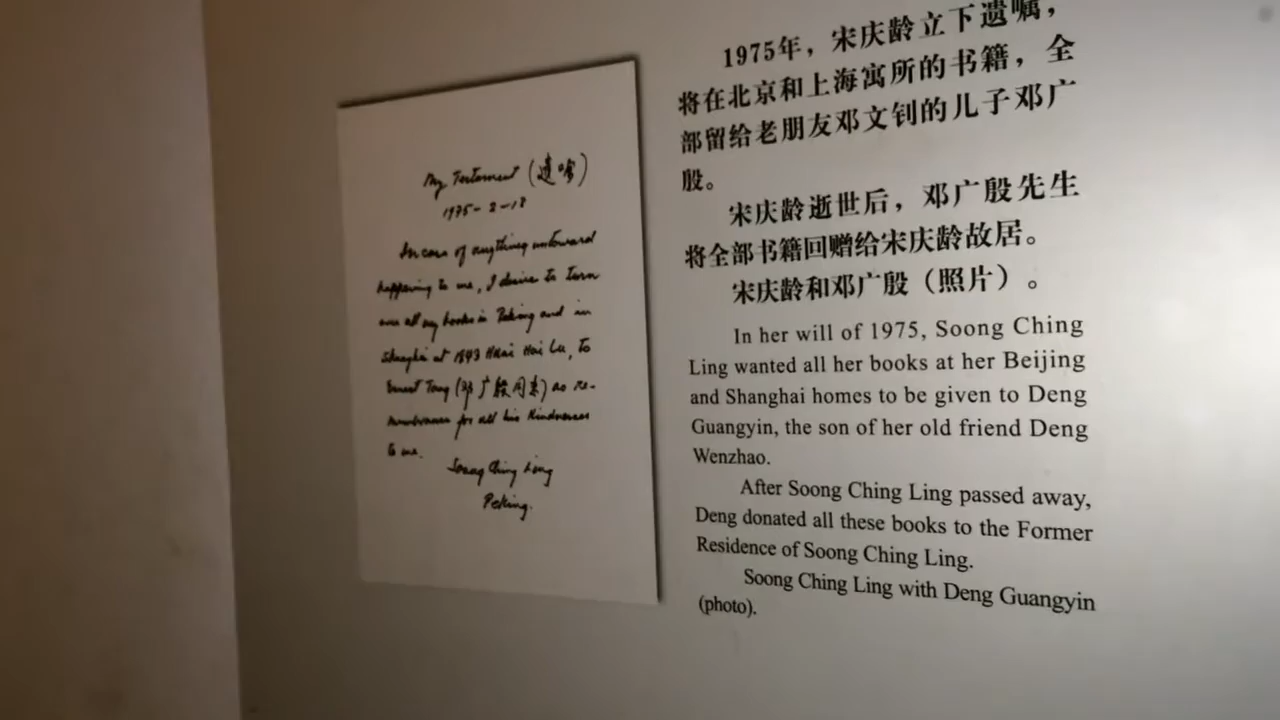 My Testament (遗嘱)
1975-2-18
In case of anything untoward
happening to me, I desire to turn
over all my books in Peking and in
Shanghai at 1843 Huai Hai Lu, to
Ernest Tang (邓广殷同志) as re-
membrance for all his kindnesses
to me.
Soong Ching Ling
Peking.
1975年，宋庆龄立下遗嘱，
将在北京和上海寓所的书籍，全
部留给老朋友邓文钊的儿子邓广
殷。
宋庆龄逝世后，邓广殷先生
将全部书籍回赠给宋庆龄故居。
宋庆龄和邓广殷（照片）。
In her will of 1975, Soong Ching
Ling wanted all her books at her Beijing
and Shanghai homes to be given to Deng
Guangyin, the son of her old friend Deng
Wenzhao.
After Soong Ching Ling passed away,
Deng donated all these books to the Former
Residence of Soong Ching Ling.
Soong Ching Ling with Deng Guangyin
(photo).